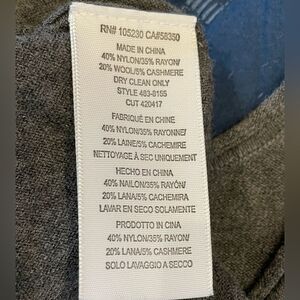 RN# 105230 CA#58350
MADE IN CHINA
40% NYLON/35% RAYON/
20% WOOL/5% CASHMERE
DRY CLEAN ONLY
STYLE 483-8155
CUT 420417
FABRIQUÉ EN CHINE
40% NYLON/35% RAYONNE/
20% LAINE/5% CACHEMIRE
NETTOYAGE À SEC UNIQUEMENT
HECHO EN CHINA
40% NAILON/35% RAYÓN/
20% LANA/5% CACHEMIRA
LAVAR EN SECO SOLAMENTE
PRODOTTO IN CINA
40% NYLON/35% RAYON/
20% LANA/5% CASHMERE
SOLO LAVAGGIO A SECCO